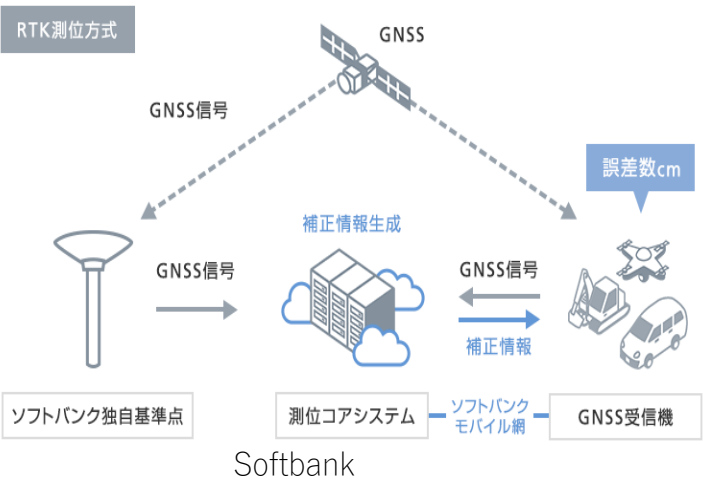 RTK測位方式
GNSS
GNSS信号
誤差数cm
補正情報生成
GNSS信号
GNSS信号
補正情報
ソフトバンク独自基準点
測位コアシステム
ソフトバンク
モバイル網
GNSS受信機
Softbank